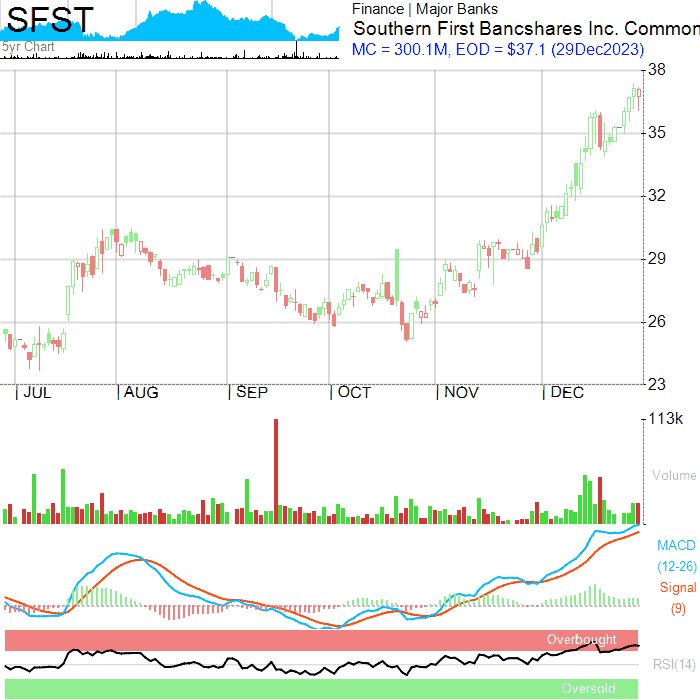 SFST
5yr Chart
Finance | Major Banks
Southern First Bancshares Inc. Common
MC = 300.1M, EOD = $37.1 (29Dec2023)
38
35
32
29
26
23
| JUL | AUG | SEP | OCT | NOV | DEC
113k
Volume
MACD
(12-26)
Signal
(9)
Overbought
RSI(14)
Oversold